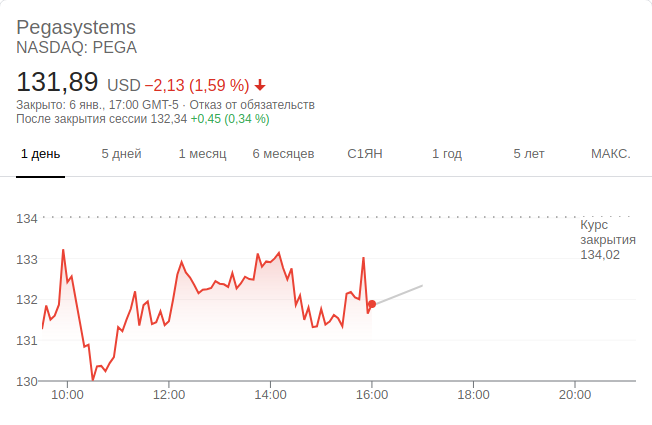 Pegasystems
NASDAQ: PEGA
131,89 USD −2,13 (1,59 %)
Закрыто: 6 янв., 17:00 GMT-5 · Отказ от обязательств
После закрытия сессии 132,34 +0,45 (0,34 %)
1 день 5 дней 1 месяц 6 месяцев С1ЯН 1 год 5 лет МАКС.
134
Курс
закрытия
134,02
133
132
131
130
10:00 12:00 14:00 16:00 18:00 20:00